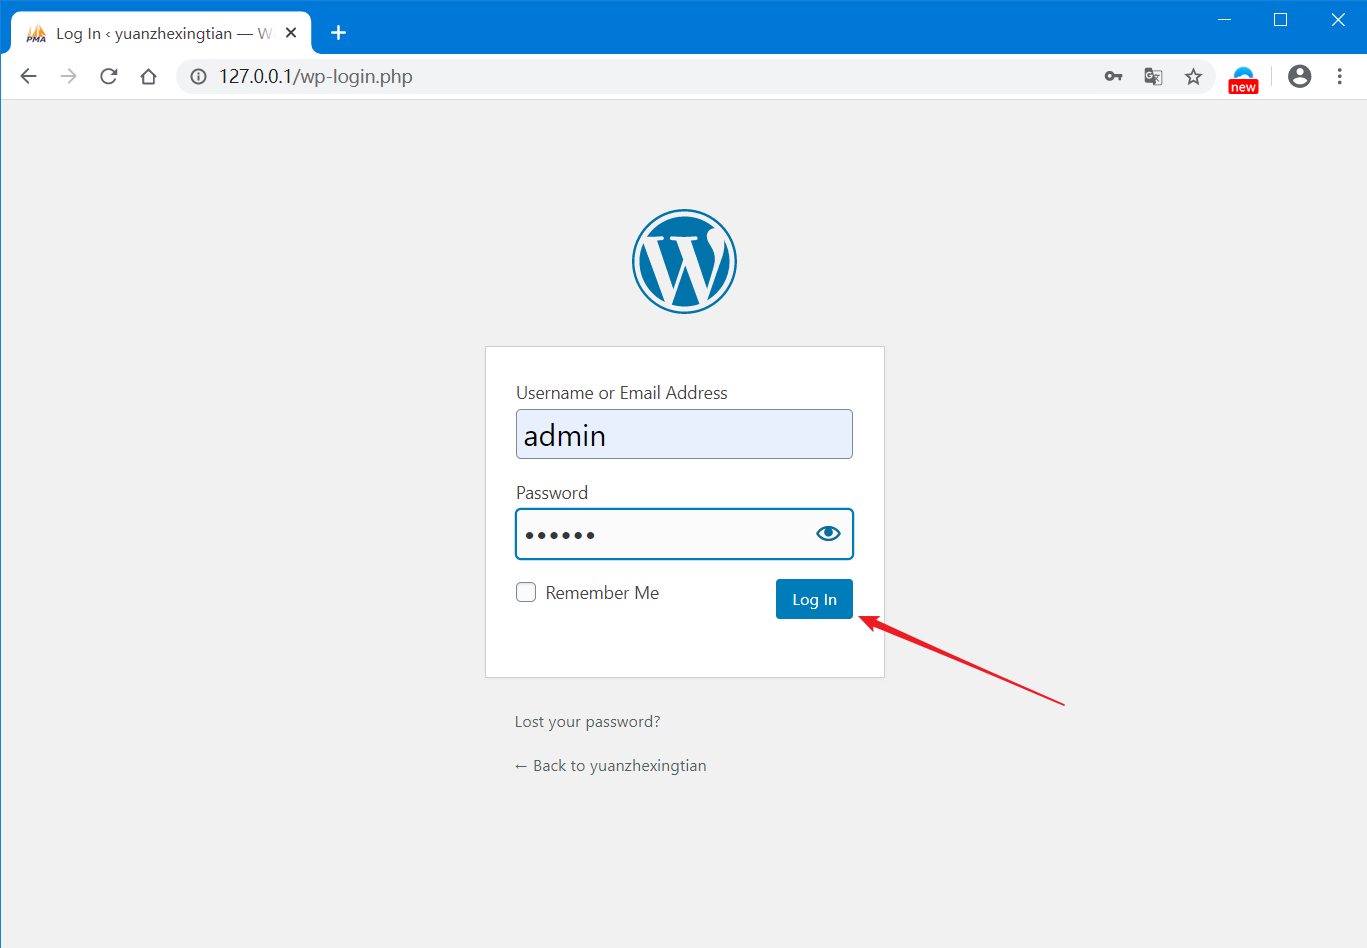 PMA Log In ‹ yuanzhexingtian — W
127.0.0.1/wp-login.php
new
Username or Email Address
admin
Password
••••••
Remember Me
Log In
Lost your password?
← Back to yuanzhexingtian